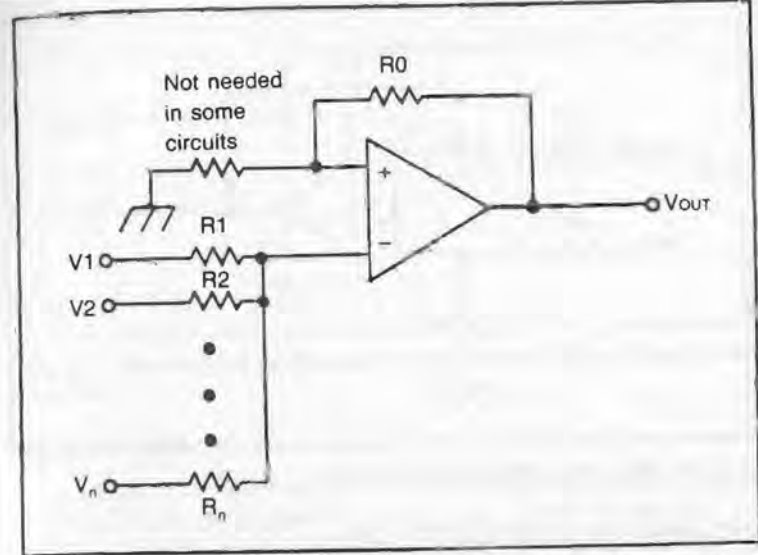 Not needed
in some
circuits
R0
+
−
VOUT
R1
V1
R2
V2
Vn
Rn